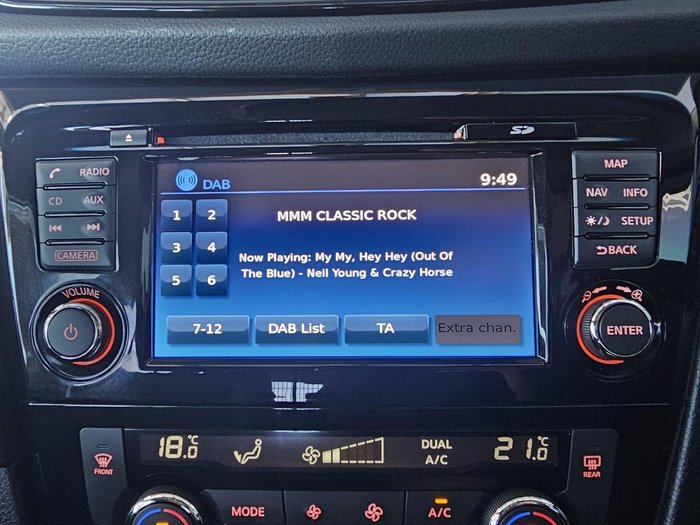 SD
RADIO
CD AUX
CAMERA
VOLUME
DAB 9:49
1 2
3 4
5 6
MMM CLASSIC ROCK
Now Playing: My My, Hey Hey (Out Of
The Blue) - Neil Young & Crazy Horse
7-12 DAB List TA Extra chan.
MAP
NAV INFO
SETUP
BACK
ENTER
FRONT
18.0 °C
DUAL
A/C
21.0 °C
REAR
MODE
A/C